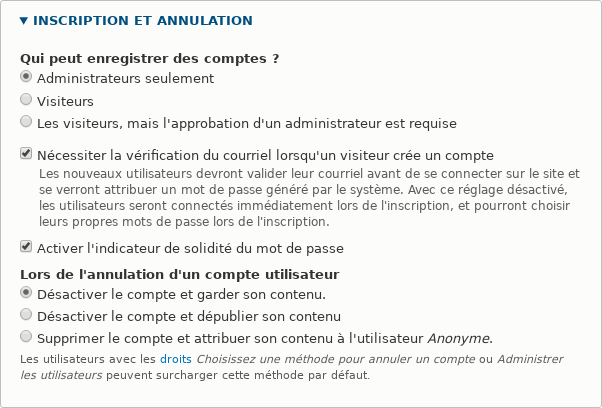 INSCRIPTION ET ANNULATION
Qui peut enregistrer des comptes ?
Administrateurs seulement
Visiteurs
Les visiteurs, mais l'approbation d'un administrateur est requise
Nécessiter la vérification du courriel lorsqu'un visiteur crée un compte
Les nouveaux utilisateurs devront valider leur courriel avant de se connecter sur le site et
se verront attribuer un mot de passe généré par le système. Avec ce réglage désactivé,
les utilisateurs seront connectés immédiatement lors de l'inscription, et pourront choisir
leurs propres mots de passe lors de l'inscription.
Activer l'indicateur de solidité du mot de passe
Lors de l'annulation d'un compte utilisateur
Désactiver le compte et garder son contenu.
Désactiver le compte et dépublier son contenu
Supprimer le compte et attribuer son contenu à l'utilisateur Anonyme.
Les utilisateurs avec les droits Choisissez une méthode pour annuler un compte ou Administrer
les utilisateurs peuvent surcharger cette méthode par défaut.